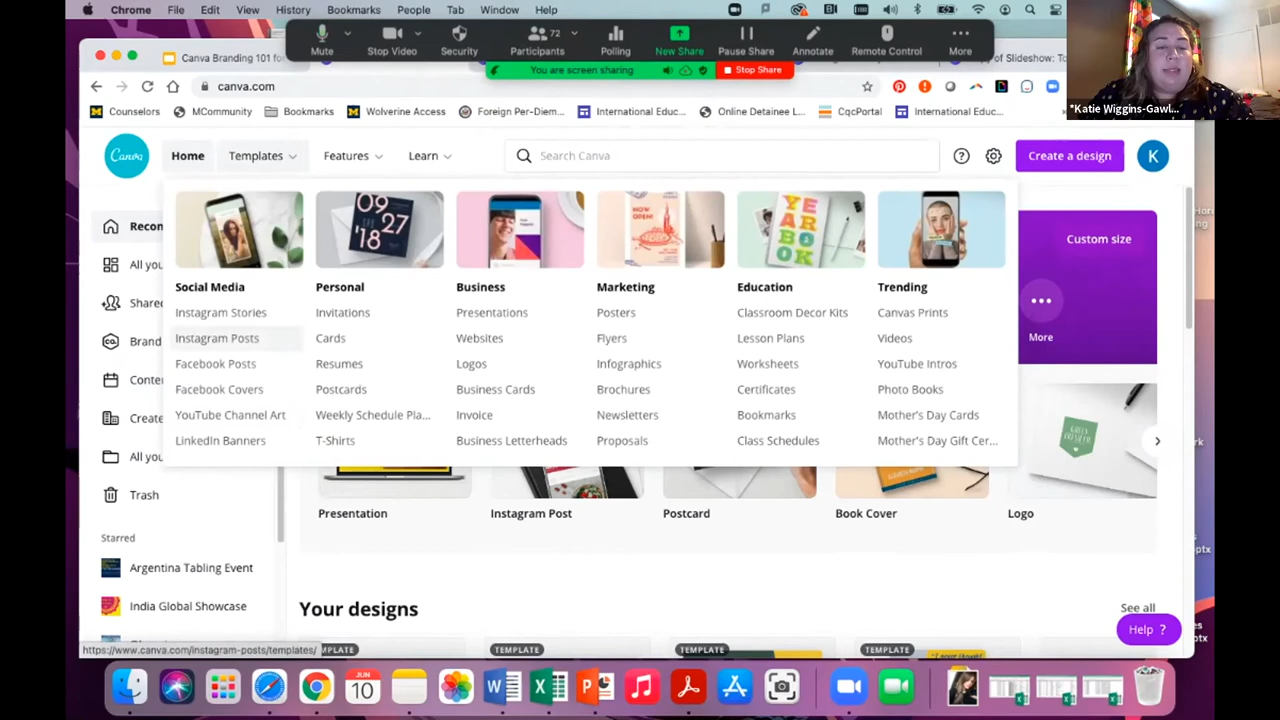 Chrome File Edit View History Bookmarks People Tab Window Help
Mute Stop Video Security Participants 72 Polling New Share Pause Share Annotate Remote Control More
You are screen sharing Stop Share
*Katie Wiggins-Gawl...
Canva Branding 101 for
of Slideshow: To
canva.com
Counselors MCommunity Bookmarks Wolverine Access Foreign Per-Diem... International Educ... Online Detainee L... CqcPortal International Educ...
Canva Home Templates Features Learn Search Canva Create a design K
Recon
All you
Shared
Brand
Conten
Create
All you
Trash
Starred
Argentina Tabling Event
India Global Showcase
09
27
'18
NOW OPEN!
YEARBOOK
Social Media Personal Business Marketing Education Trending
Instagram Stories Invitations Presentations Posters Classroom Decor Kits Canvas Prints
Instagram Posts Cards Websites Flyers Lesson Plans Videos
Facebook Posts Resumes Logos Infographics Worksheets YouTube Intros
Facebook Covers Postcards Business Cards Brochures Certificates Photo Books
YouTube Channel Art Weekly Schedule Pla... Invoice Newsletters Bookmarks Mother's Day Cards
LinkedIn Banners T-Shirts Business Letterheads Proposals Class Schedules Mother's Day Gift Cer...
Custom size
More
Presentation Instagram Post Postcard Book Cover Logo
Your designs
See all
Help ?
TEMPLATE TEMPLATE TEMPLATE TEMPLATE
https://www.canva.com/instagram-posts/templates/
JUN
10